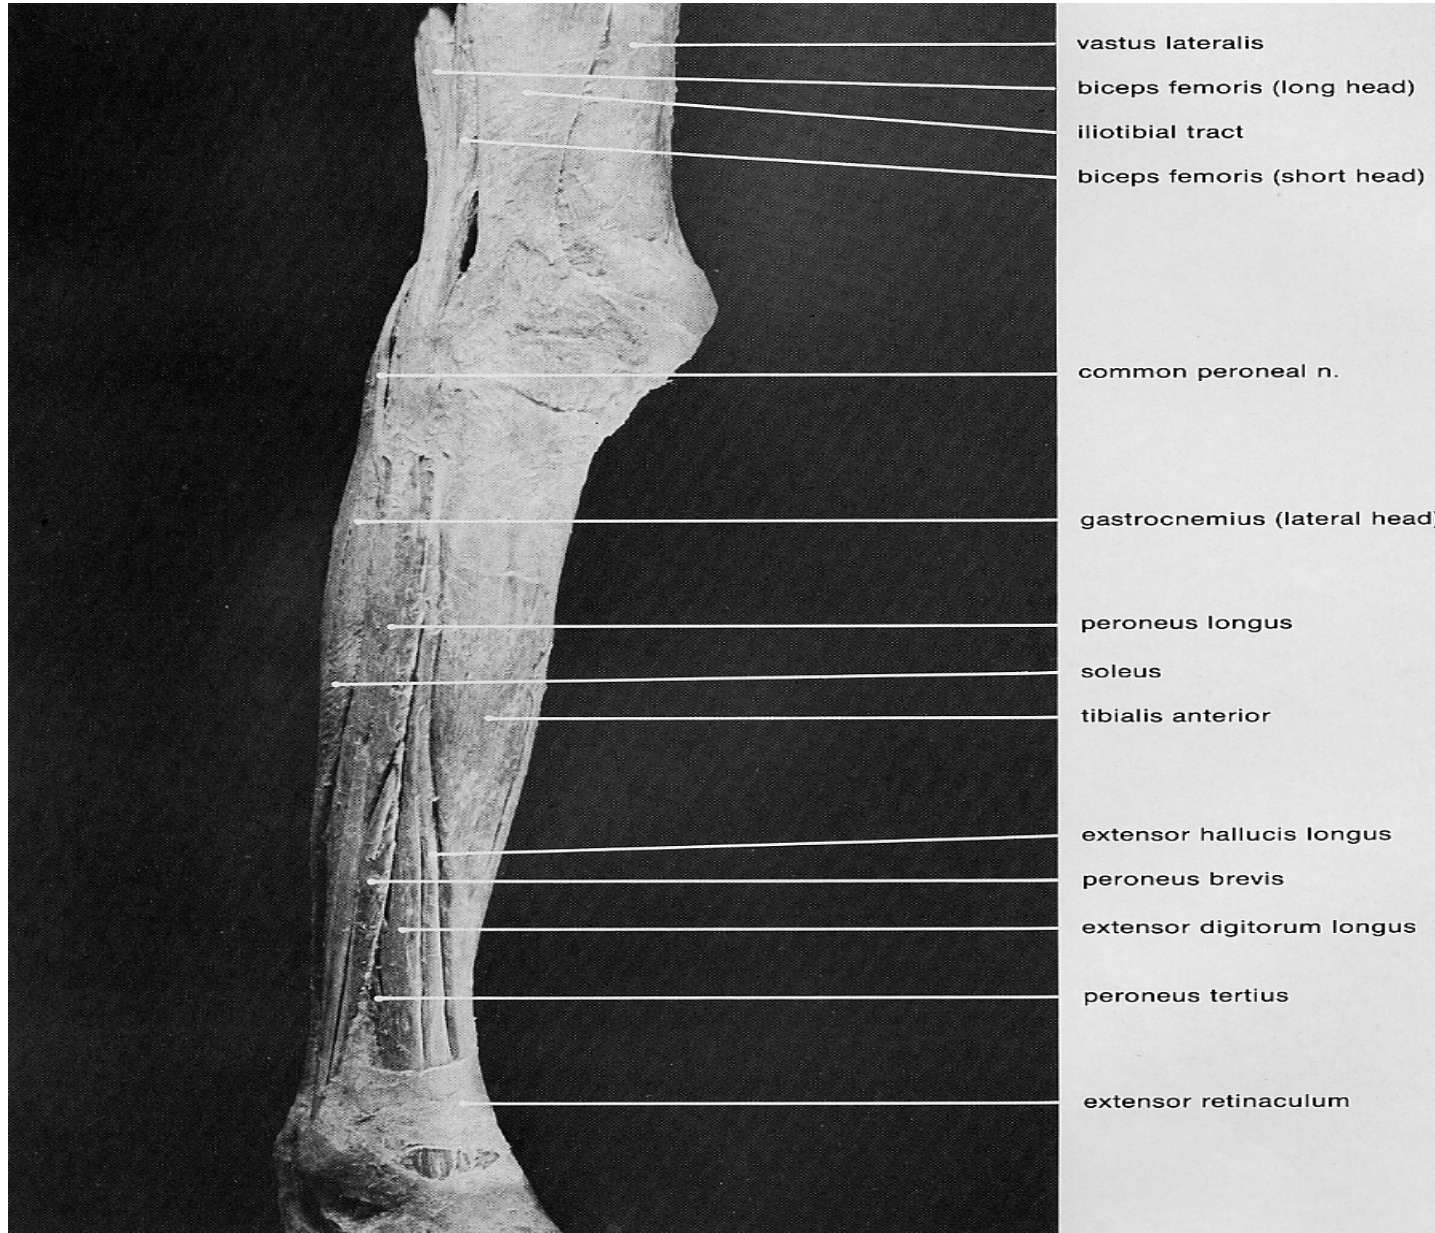 vastus lateralis
biceps femoris (long head)
iliotibial tract
biceps femoris (short head)
common peroneal n.
gastrocnemius (lateral head)
peroneus longus
soleus
tibialis anterior
extensor hallucis longus
peroneus brevis
extensor digitorum longus
peroneus tertius
extensor retinaculum